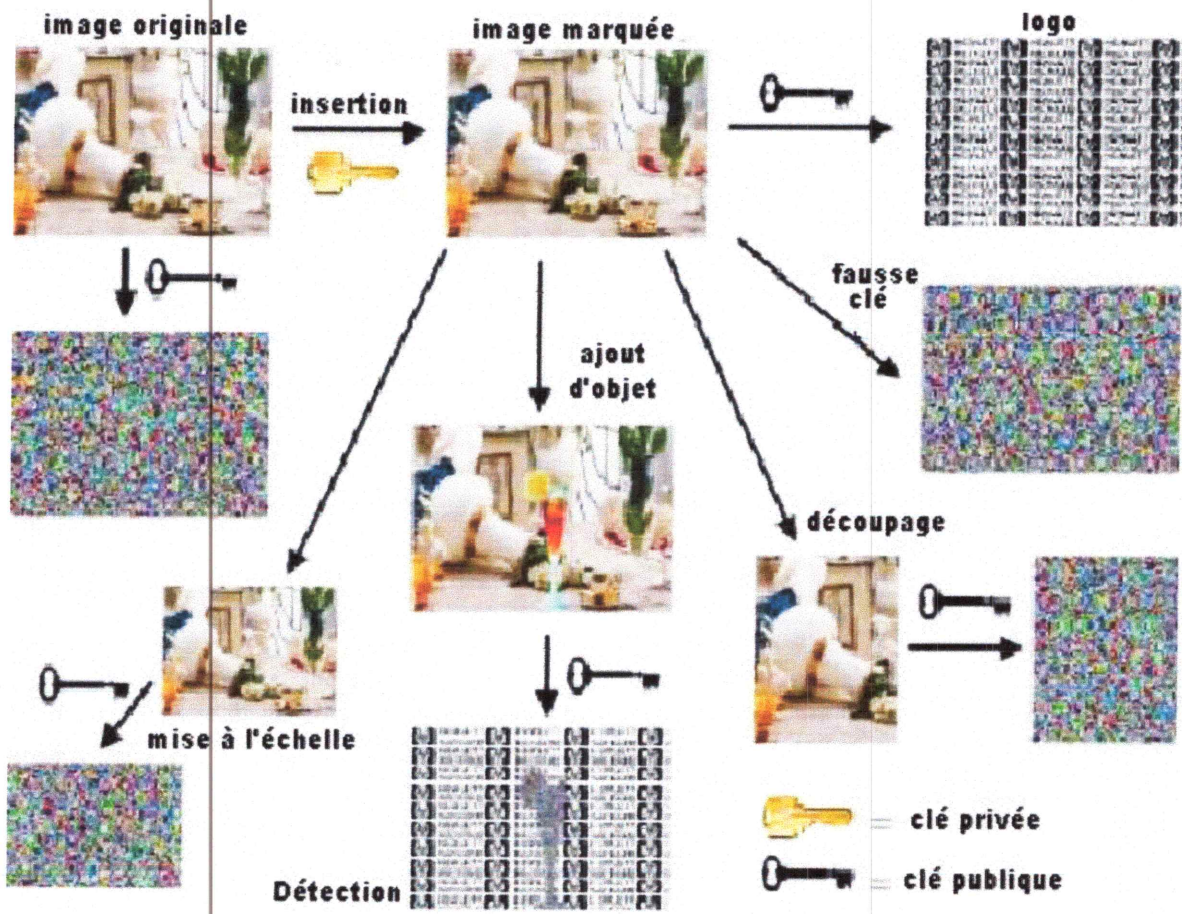 image originale
image marquée
logo
insertion
fausse
clé
ajout
d'objet
découpage
mise à l'échelle
Détection
= clé privée
= clé publique